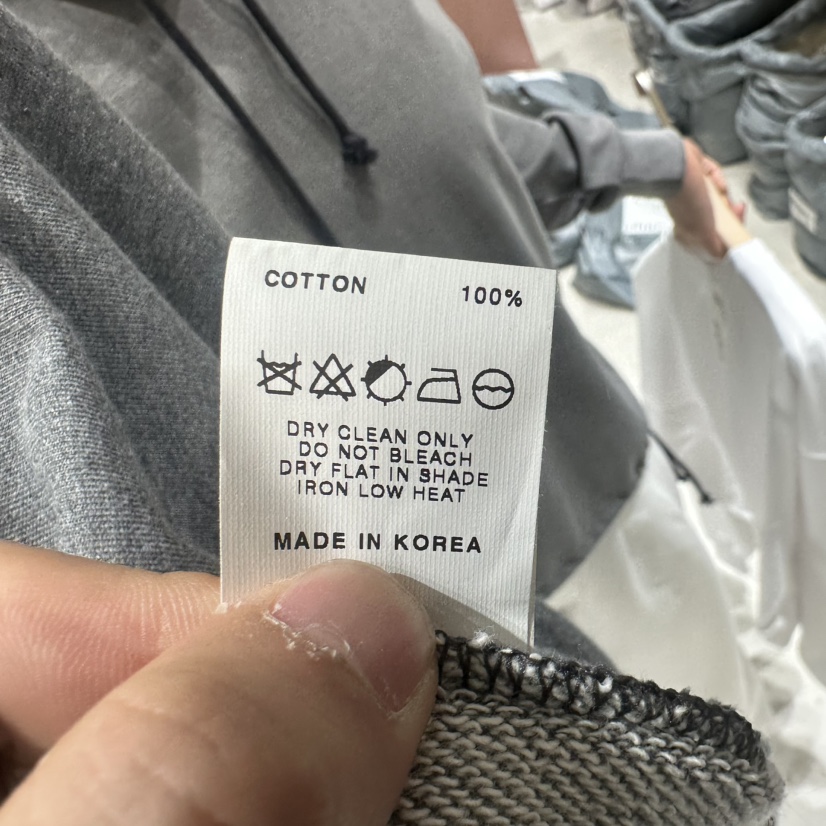 COTTON 100%
DRY CLEAN ONLY
DO NOT BLEACH
DRY FLAT IN SHADE
IRON LOW HEAT
MADE IN KOREA